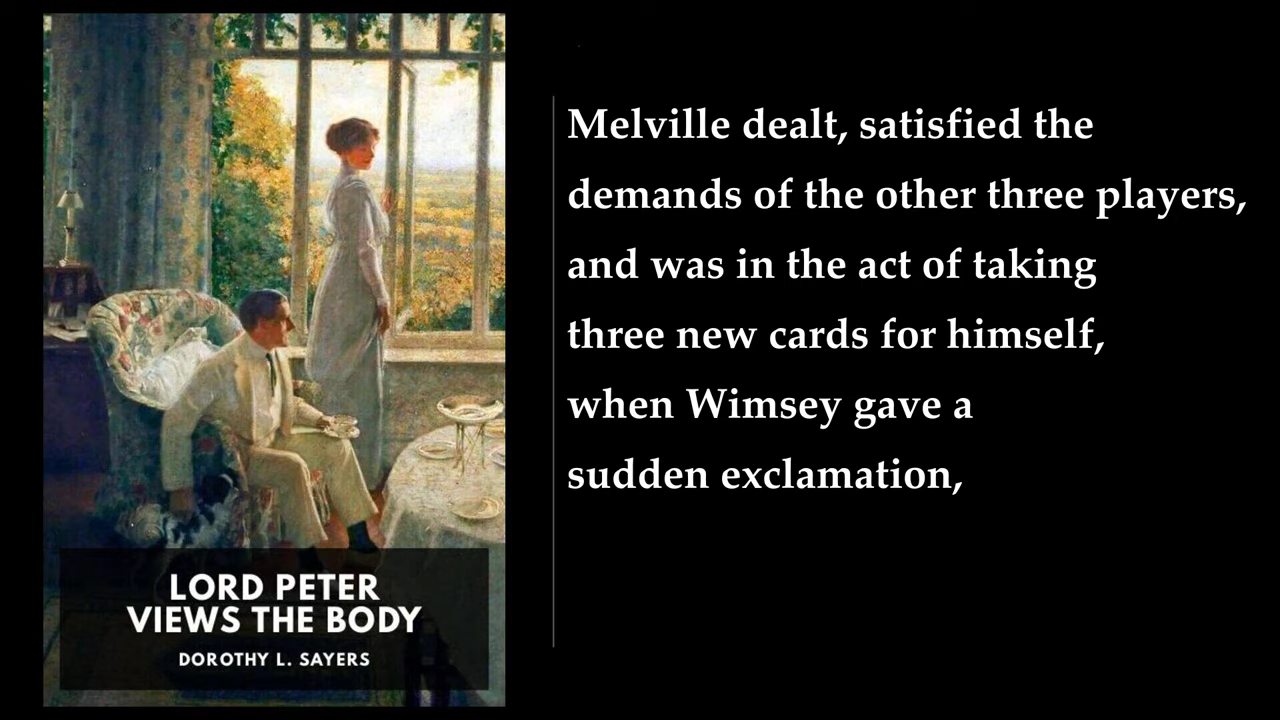 LORD PETER
VIEWS THE BODY
DOROTHY L. SAYERS
Melville dealt, satisfied the
demands of the other three players,
and was in the act of taking
three new cards for himself,
when Wimsey gave a
sudden exclamation,